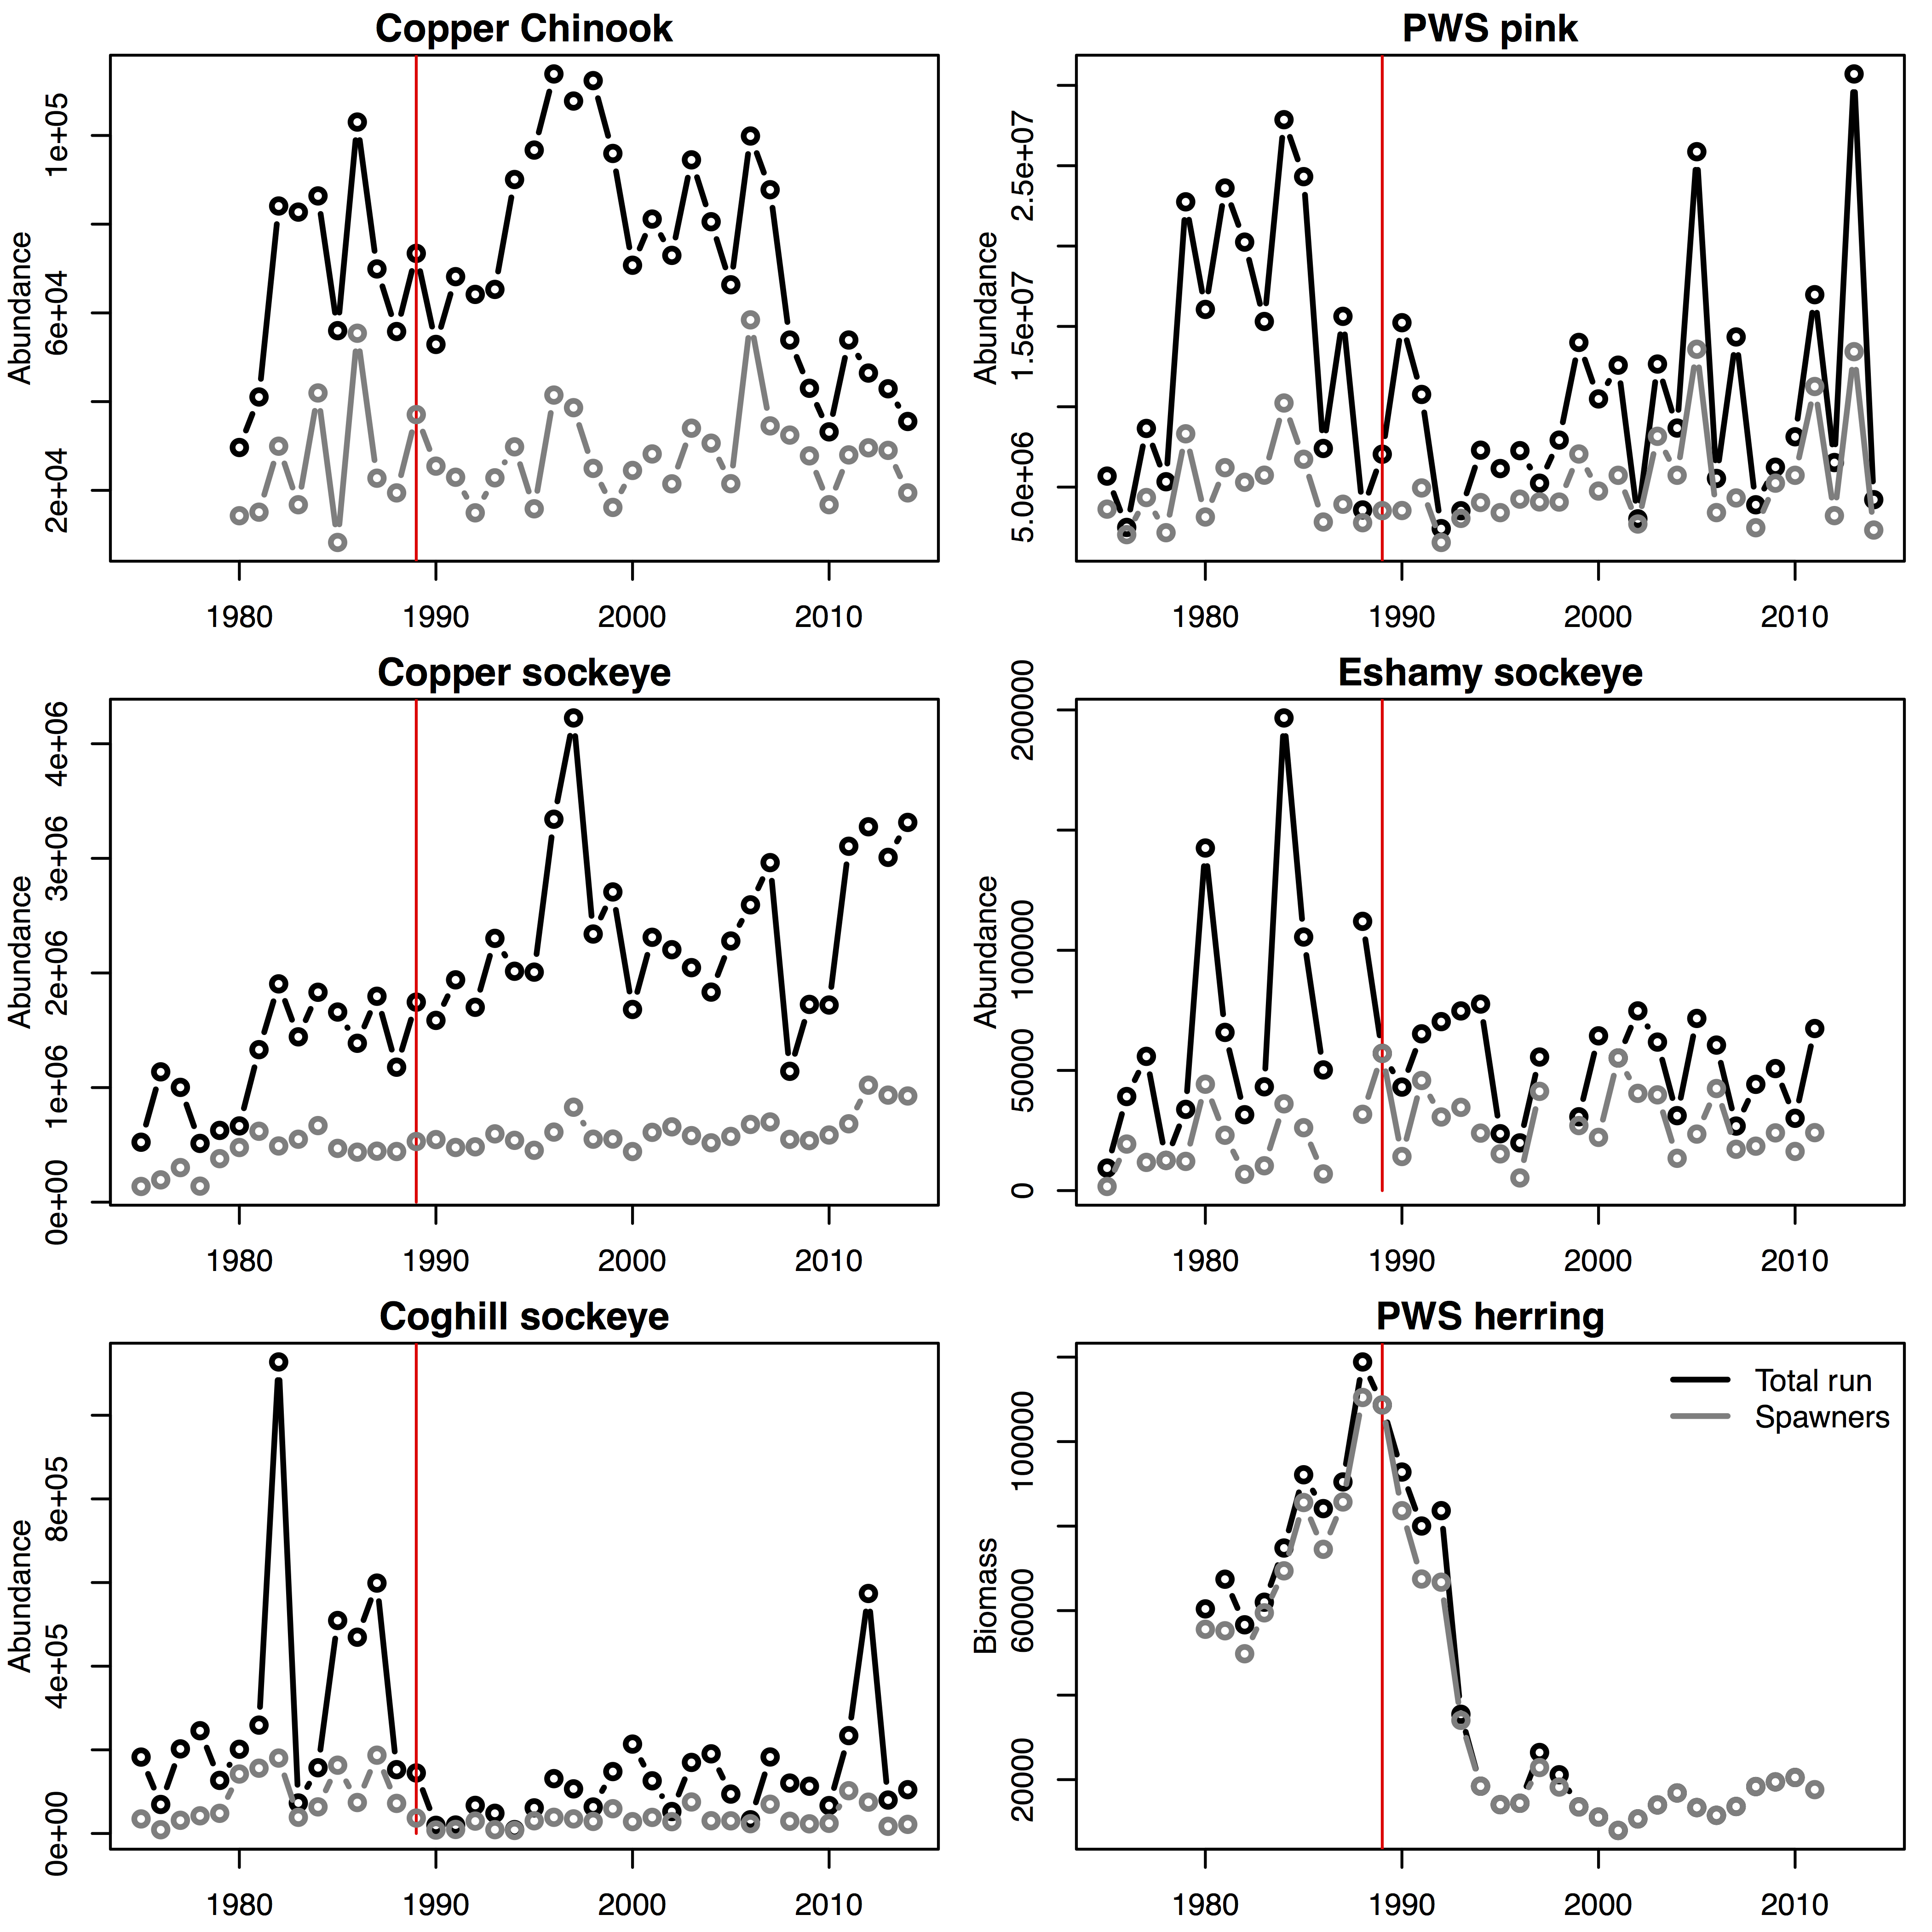 Copper Chinook
Abundance
2e+04 6e+04 1e+05
1980 1990 2000 2010
PWS pink
Abundance
5.0e+06 1.5e+07 2.5e+07
1980 1990 2000 2010
Copper sockeye
Abundance
0e+00 1e+06 2e+06 3e+06 4e+06
1980 1990 2000 2010
Eshamy sockeye
Abundance
0 50000 100000 200000
1980 1990 2000 2010
Coghill sockeye
Abundance
0e+00 4e+05 8e+05
1980 1990 2000 2010
PWS herring
Biomass
20000 60000 100000
Total run
Spawners
1980 1990 2000 2010